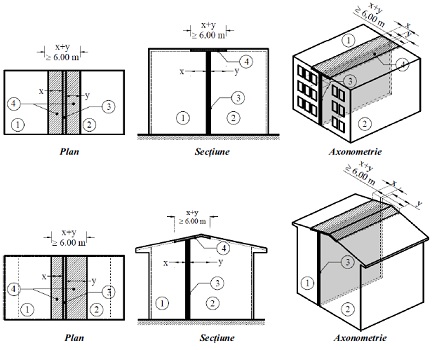 x+y
≥ 6,00 m
x
y
4
3
1
2
Plan
x+y
≥ 6,00 m
4
x
y
3
1
2
Secțiune
x+y
≥ 6,00 m
x
y
1
4
3
2
Axonometrie
x+y
≥ 6,00 m
x
y
4
3
1
2
Plan
x+y
≥ 6,00 m
4
x
y
3
1
2
Secțiune
x+y
≥ 6,00 m
x
y
3
1
2
Axonometrie